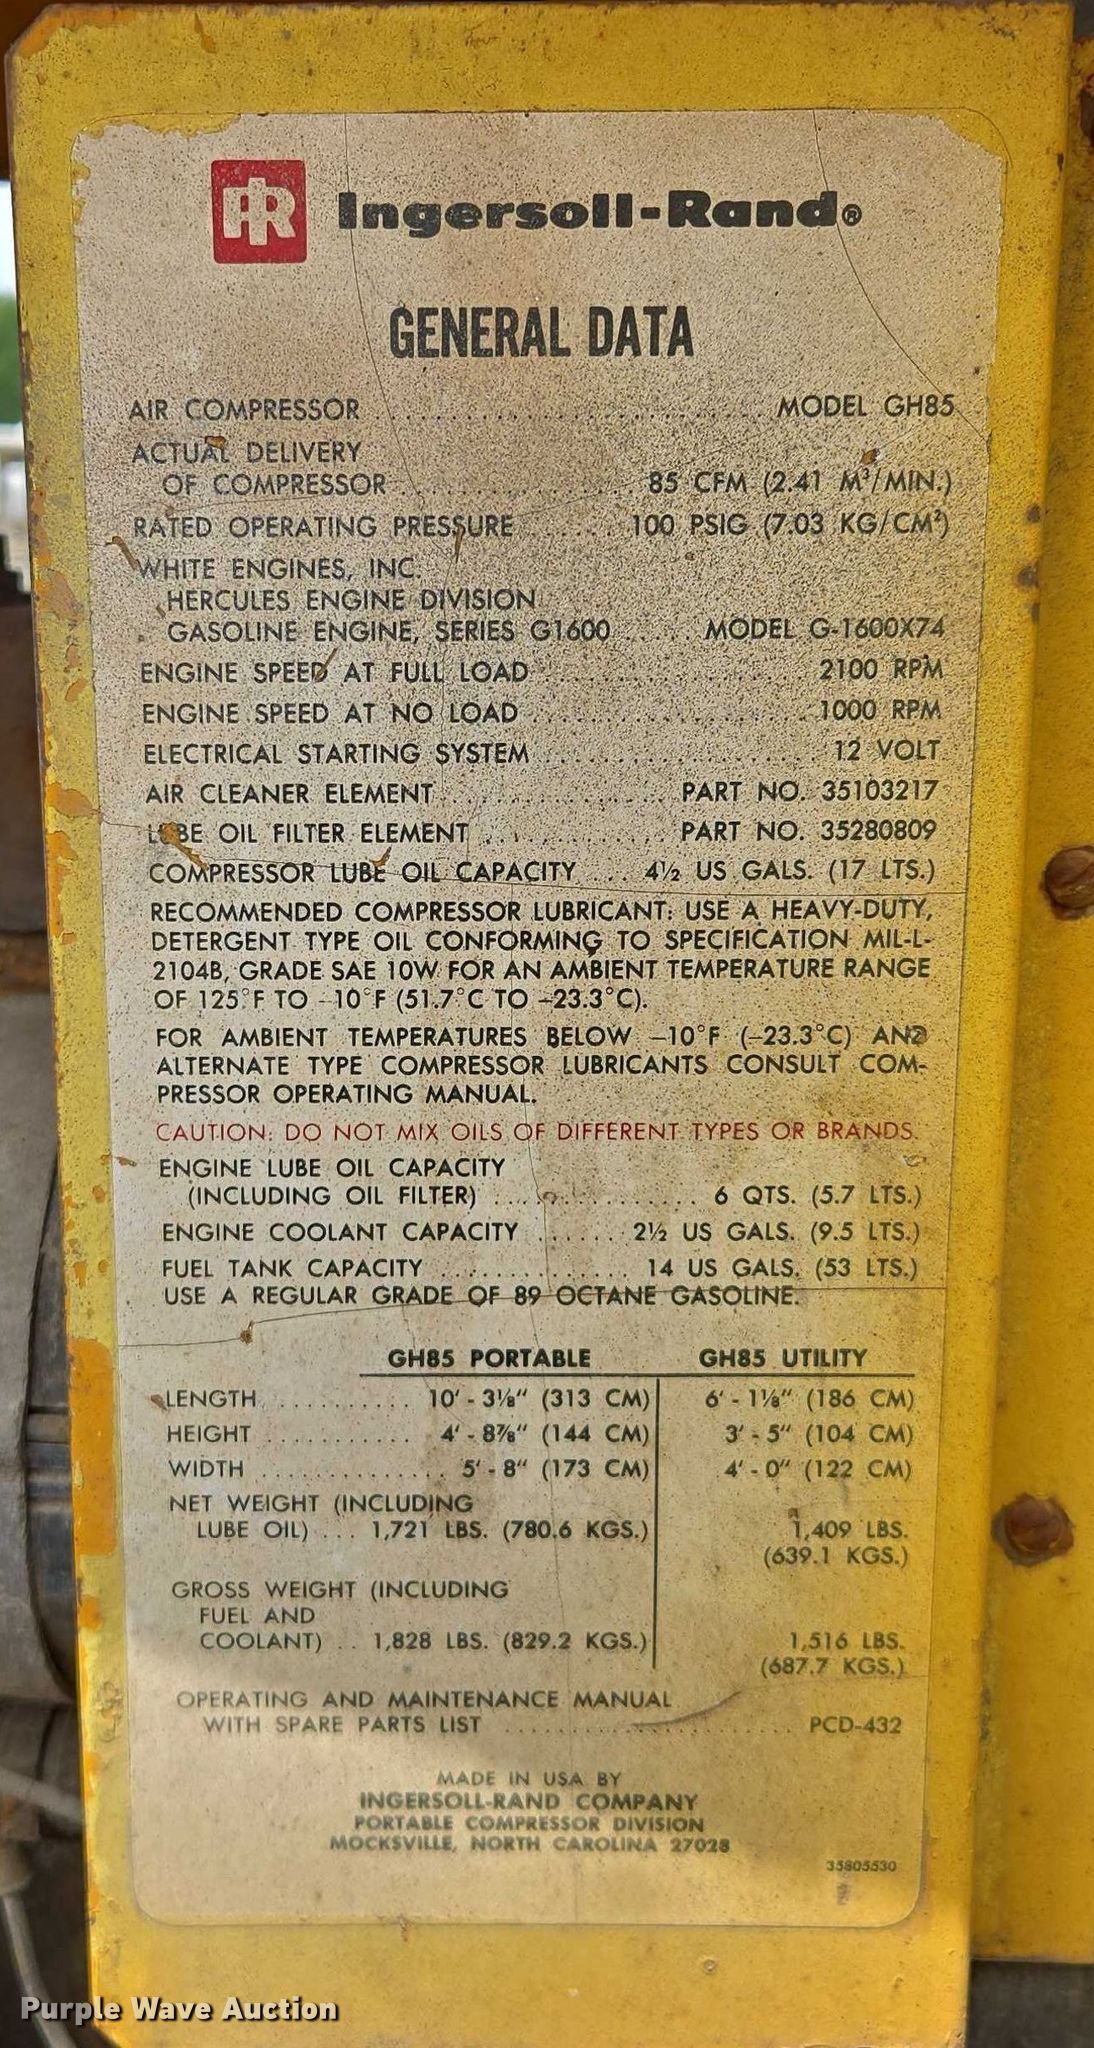 IR Ingersoll-Rand®
GENERAL DATA
AIR COMPRESSOR .......... MODEL GH85
ACTUAL DELIVERY
OF COMPRESSOR .......... 85 CFM (2.41 M³/MIN.)
RATED OPERATING PRESSURE ....... 100 PSIG (7.03 KG/CM²)
WHITE ENGINES, INC.
HERCULES ENGINE DIVISION
GASOLINE ENGINE, SERIES G1600 ...... MODEL G-1600X74
ENGINE SPEED AT FULL LOAD .......... 2100 RPM
ENGINE SPEED AT NO LOAD .......... 1000 RPM
ELECTRICAL STARTING SYSTEM .......... 12 VOLT
AIR CLEANER ELEMENT .......... PART NO. 35103217
LUBE OIL FILTER ELEMENT .......... PART NO. 35280809
COMPRESSOR LUBE OIL CAPACITY .... 4½ US GALS. (17 LTS.)
RECOMMENDED COMPRESSOR LUBRICANT: USE A HEAVY-DUTY,
DETERGENT TYPE OIL CONFORMING TO SPECIFICATION MIL-L-
2104B, GRADE SAE 10W FOR AN AMBIENT TEMPERATURE RANGE
OF 125°F TO -10°F (51.7°C TO -23.3°C).
FOR AMBIENT TEMPERATURES BELOW -10°F (-23.3°C) AND
ALTERNATE TYPE COMPRESSOR LUBRICANTS CONSULT COM-
PRESSOR OPERATING MANUAL.
CAUTION: DO NOT MIX OILS OF DIFFERENT TYPES OR BRANDS.
ENGINE LUBE OIL CAPACITY
(INCLUDING OIL FILTER) .......... 6 QTS. (5.7 LTS.)
ENGINE COOLANT CAPACITY ....... 2½ US GALS. (9.5 LTS.)
FUEL TANK CAPACITY .......... 14 US GALS. (53 LTS.)
USE A REGULAR GRADE OF 89 OCTANE GASOLINE.
GH85 PORTABLE GH85 UTILITY
LENGTH .......... 10' - 3⅛" (313 CM) 6' - 1⅛" (186 CM)
HEIGHT .......... 4' - 8⅞" (144 CM) 3' - 5" (104 CM)
WIDTH .......... 5' - 8" (173 CM) 4' - 0" (122 CM)
NET WEIGHT (INCLUDING
LUBE OIL) ... 1,721 LBS. (780.6 KGS.) 1,409 LBS.
(639.1 KGS.)
GROSS WEIGHT (INCLUDING
FUEL AND
COOLANT) .. 1,828 LBS. (829.2 KGS.) 1,516 LBS.
(687.7 KGS.)
OPERATING AND MAINTENANCE MANUAL
WITH SPARE PARTS LIST .......... PCD-432
MADE IN USA BY
INGERSOLL-RAND COMPANY
PORTABLE COMPRESSOR DIVISION
MOCKSVILLE, NORTH CAROLINA 27028
35805530
Purple Wave Auction